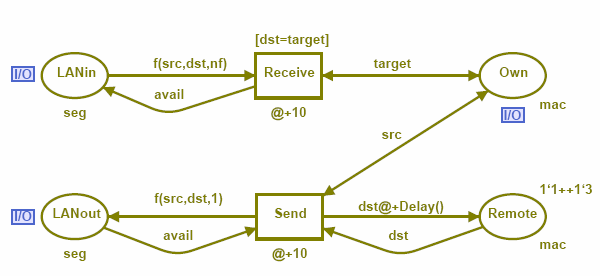 [dst=target]
I/O
LANin
f(src,dst,nf)
Receive
target
Own
avail
seg
@+10
I/O
mac
src
I/O
LANout
f(src,dst,1)
Send
dst@+Delay()
Remote
1‘1++1‘3
avail
dst
seg
@+10
mac